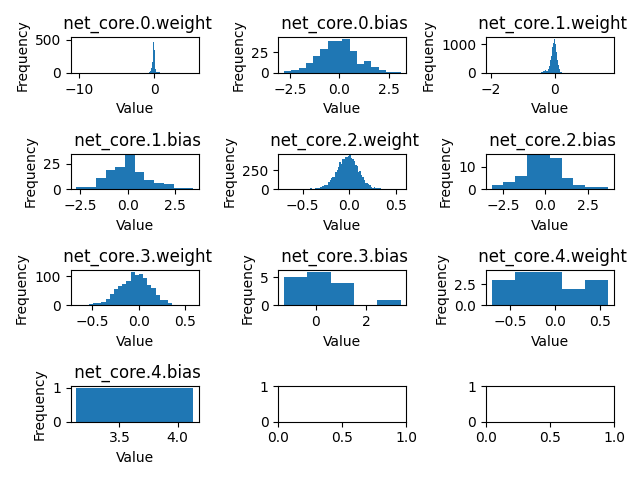 net_core.0.weight net_core.0.bias net_core.1.weight
Frequency 500 0 Frequency 25 0 Frequency 1000 0
−10 0 −2.5 0.0 2.5 −2 0
Value Value Value
net_core.1.bias net_core.2.weight net_core.2.bias
Frequency 25 0 Frequency 250 0 Frequency 10 0
−2.5 0.0 2.5 −0.5 0.0 0.5 −2.5 0.0 2.5
Value Value Value
net_core.3.weight net_core.3.bias net_core.4.weight
Frequency 100 0 Frequency 5 0 Frequency 2.5 0.0
−0.5 0.0 0.5 0 2 −0.5 0.0 0.5
Value Value Value
net_core.4.bias
Frequency 1 0 1 0 1 0
3.5 4.0 0.0 0.5 1.0 0.0 0.5 1.0
Value